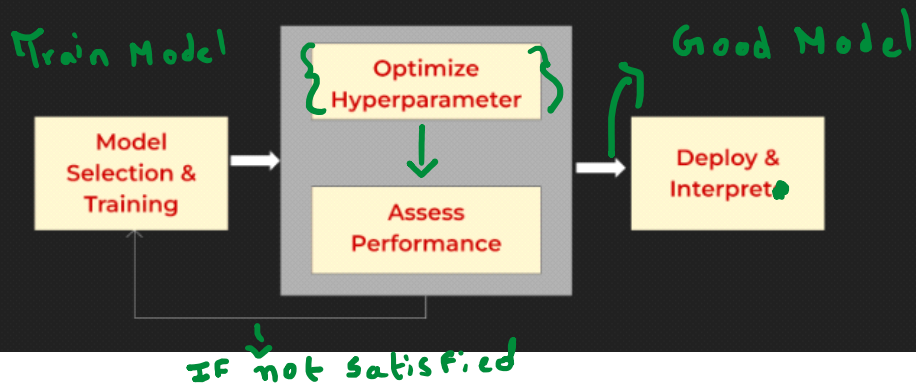 Train Model
Good Model
Optimize
Hyperparameter
Model
Selection &
Training
Deploy &
Interpret
Assess
Performance
IF not satisfied